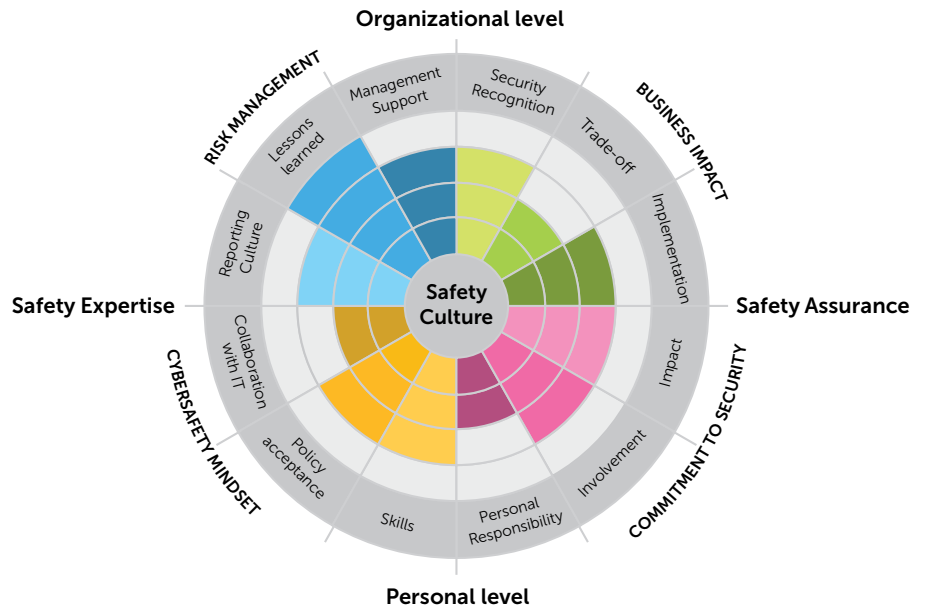 Organizational level
RISK MANAGEMENT
BUSINESS IMPACT
Management
Support
Security
Recognition
Lessons
learned
Trade-off
Reporting
Culture
Implementation
Safety Expertise
Safety
Culture
Safety Assurance
Collaboration
with IT
Impact
CYBERSAFETY MINDSET
COMMITMENT TO SECURITY
Policy
acceptance
Involvement
Skills
Personal
Responsibility
Personal level